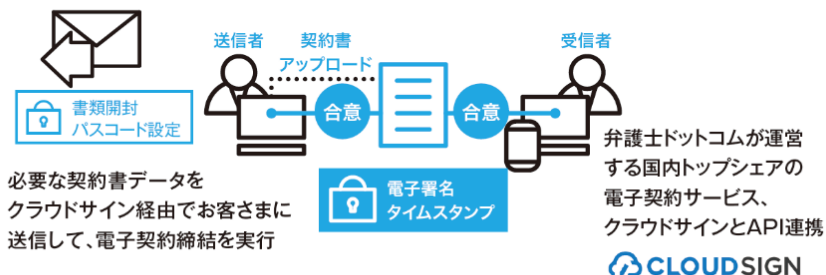 送信者
契約書
アップロード
受信者
書類開封
パスコード設定
合意
合意
電子署名
タイムスタンプ
必要な契約書データを
クラウドサイン経由でお客さまに
送信して、電子契約締結を実行
弁護士ドットコムが運営
する国内トップシェアの
電子契約サービス、
クラウドサインとAPI連携
CLOUDSIGN